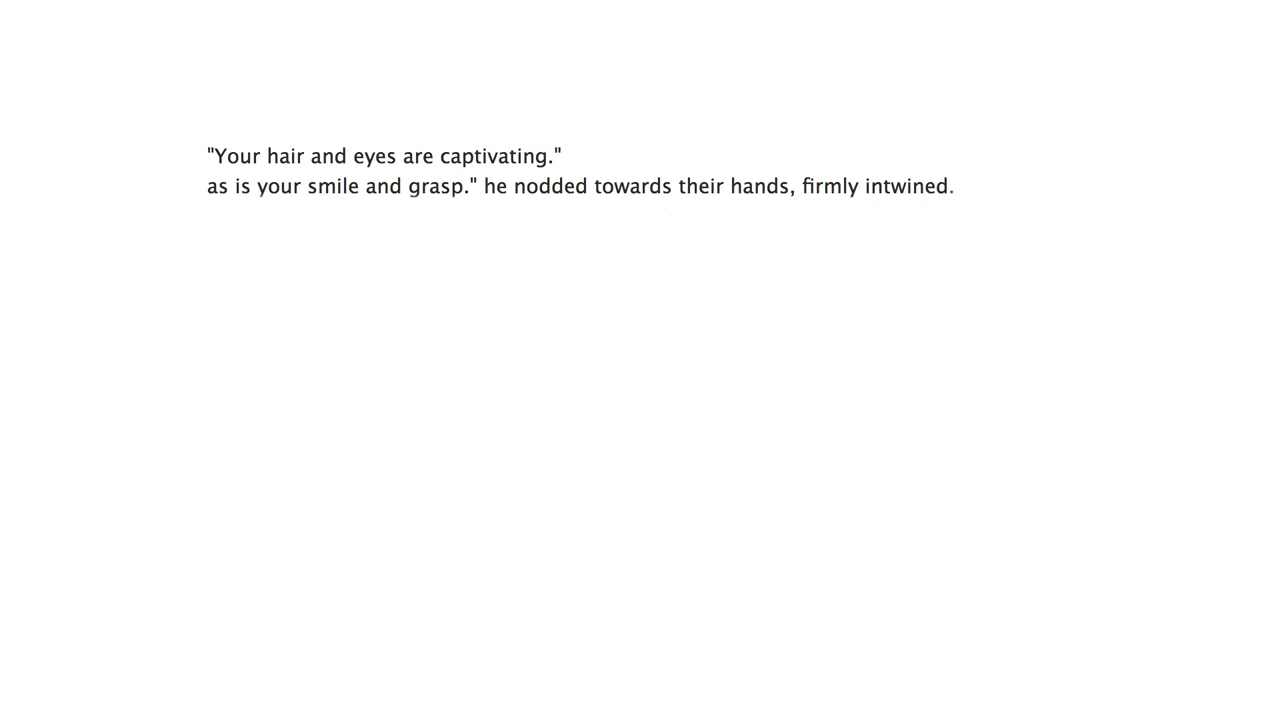 "Your hair and eyes are captivating."
as is your smile and grasp." he nodded towards their hands, firmly intwined.